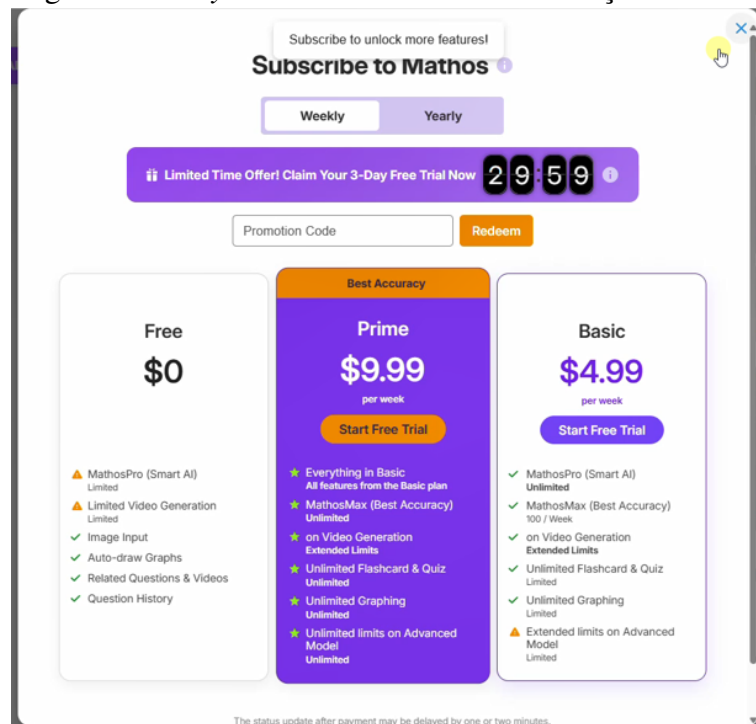 Subscribe to unlock more features!
Subscribe to Mathos
Weekly
Yearly
Limited Time Offer! Claim Your 3-Day Free Trial Now 29:59
Promotion Code
Redeem
Free
$0
MathosPro (Smart AI)
Limited
Limited Video Generation
Limited
Image Input
Auto-draw Graphs
Related Questions & Videos
Question History
Best Accuracy
Prime
$9.99
per week
Start Free Trial
Everything in Basic
All features from the Basic plan
MathosMax (Best Accuracy)
Unlimited
on Video Generation
Extended Limits
Unlimited Flashcard & Quiz
Unlimited
Unlimited Graphing
Unlimited
Unlimited limits on Advanced
Model
Unlimited
Basic
$4.99
per week
Start Free Trial
MathosPro (Smart AI)
Unlimited
MathosMax (Best Accuracy)
100 / Week
on Video Generation
Extended Limits
Unlimited Flashcard & Quiz
Limited
Unlimited Graphing
Limited
Extended limits on Advanced
Model
Limited
The status update after payment may be delayed by one or two minutes.